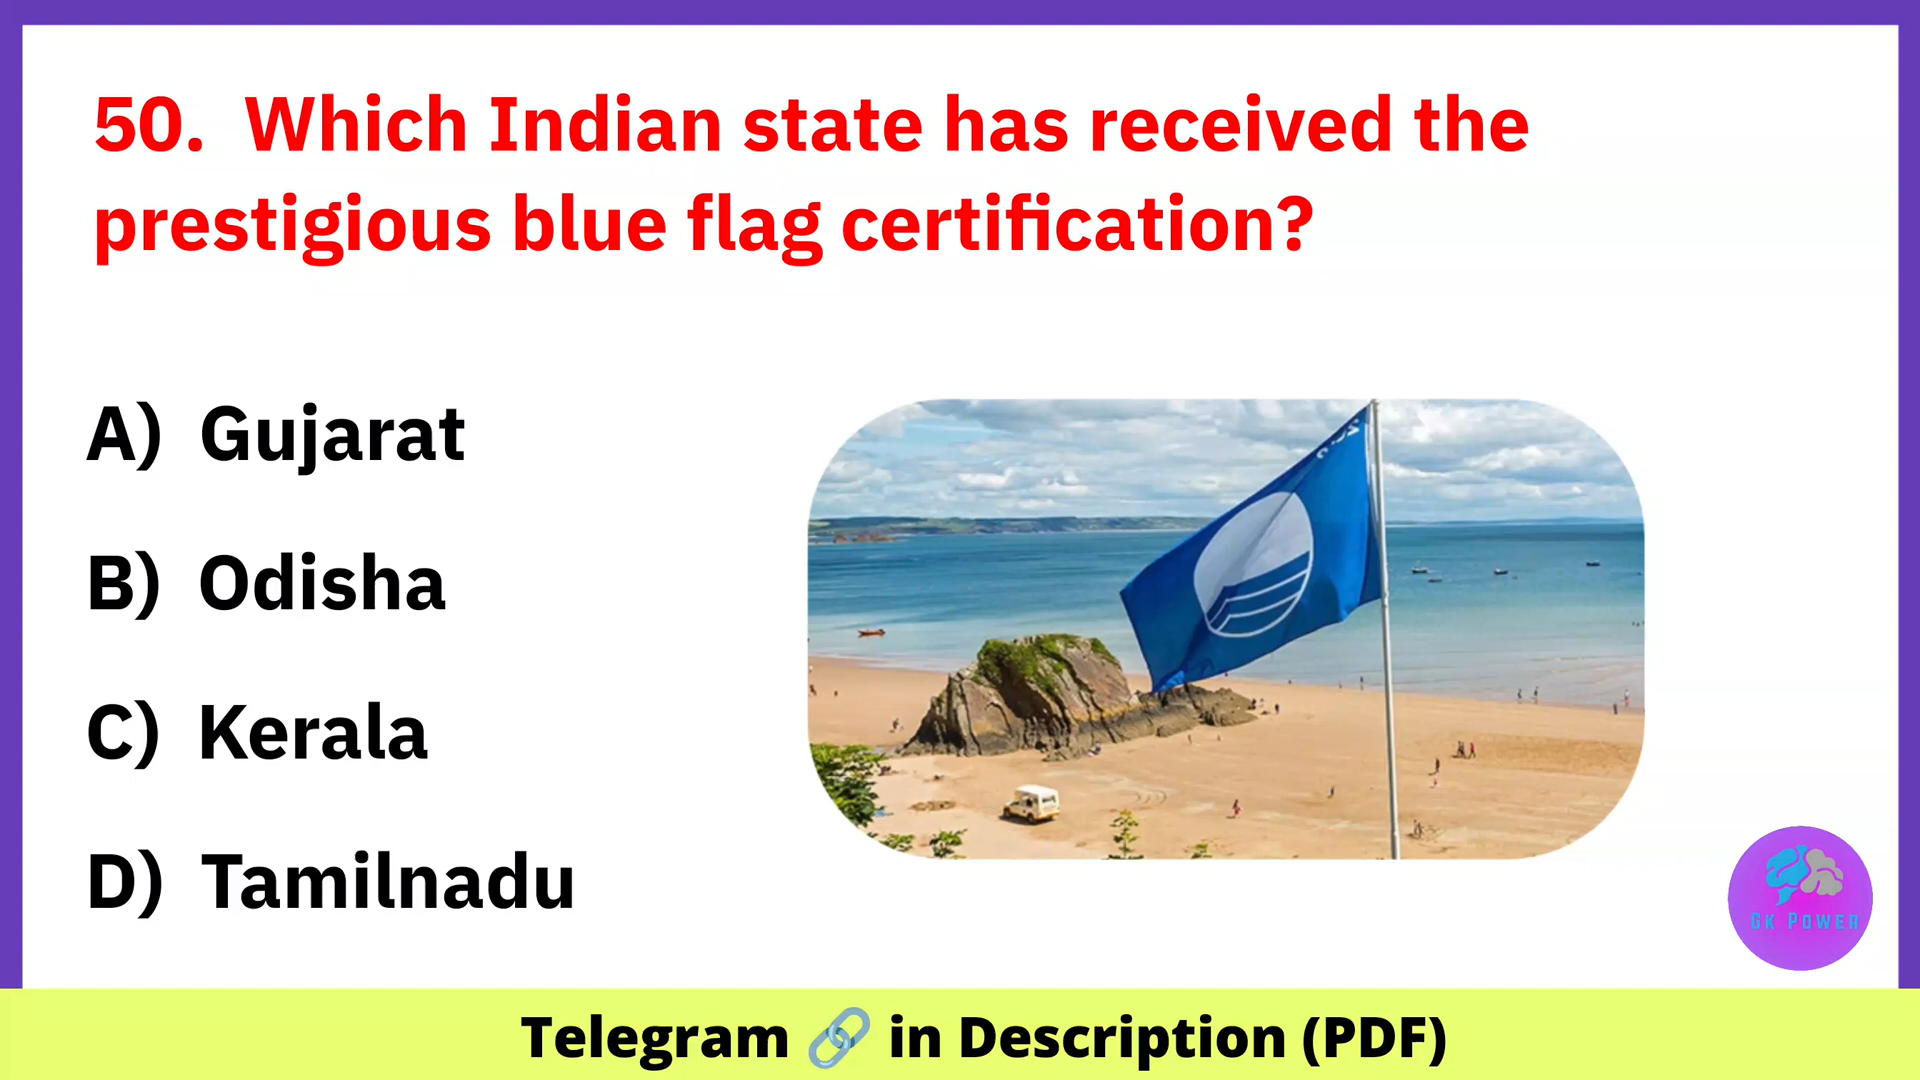 50. Which Indian state has received the
prestigious blue flag certification?
A) Gujarat
B) Odisha
C) Kerala
D) Tamilnadu
GK POWER
Telegram 🔗 in Description (PDF)